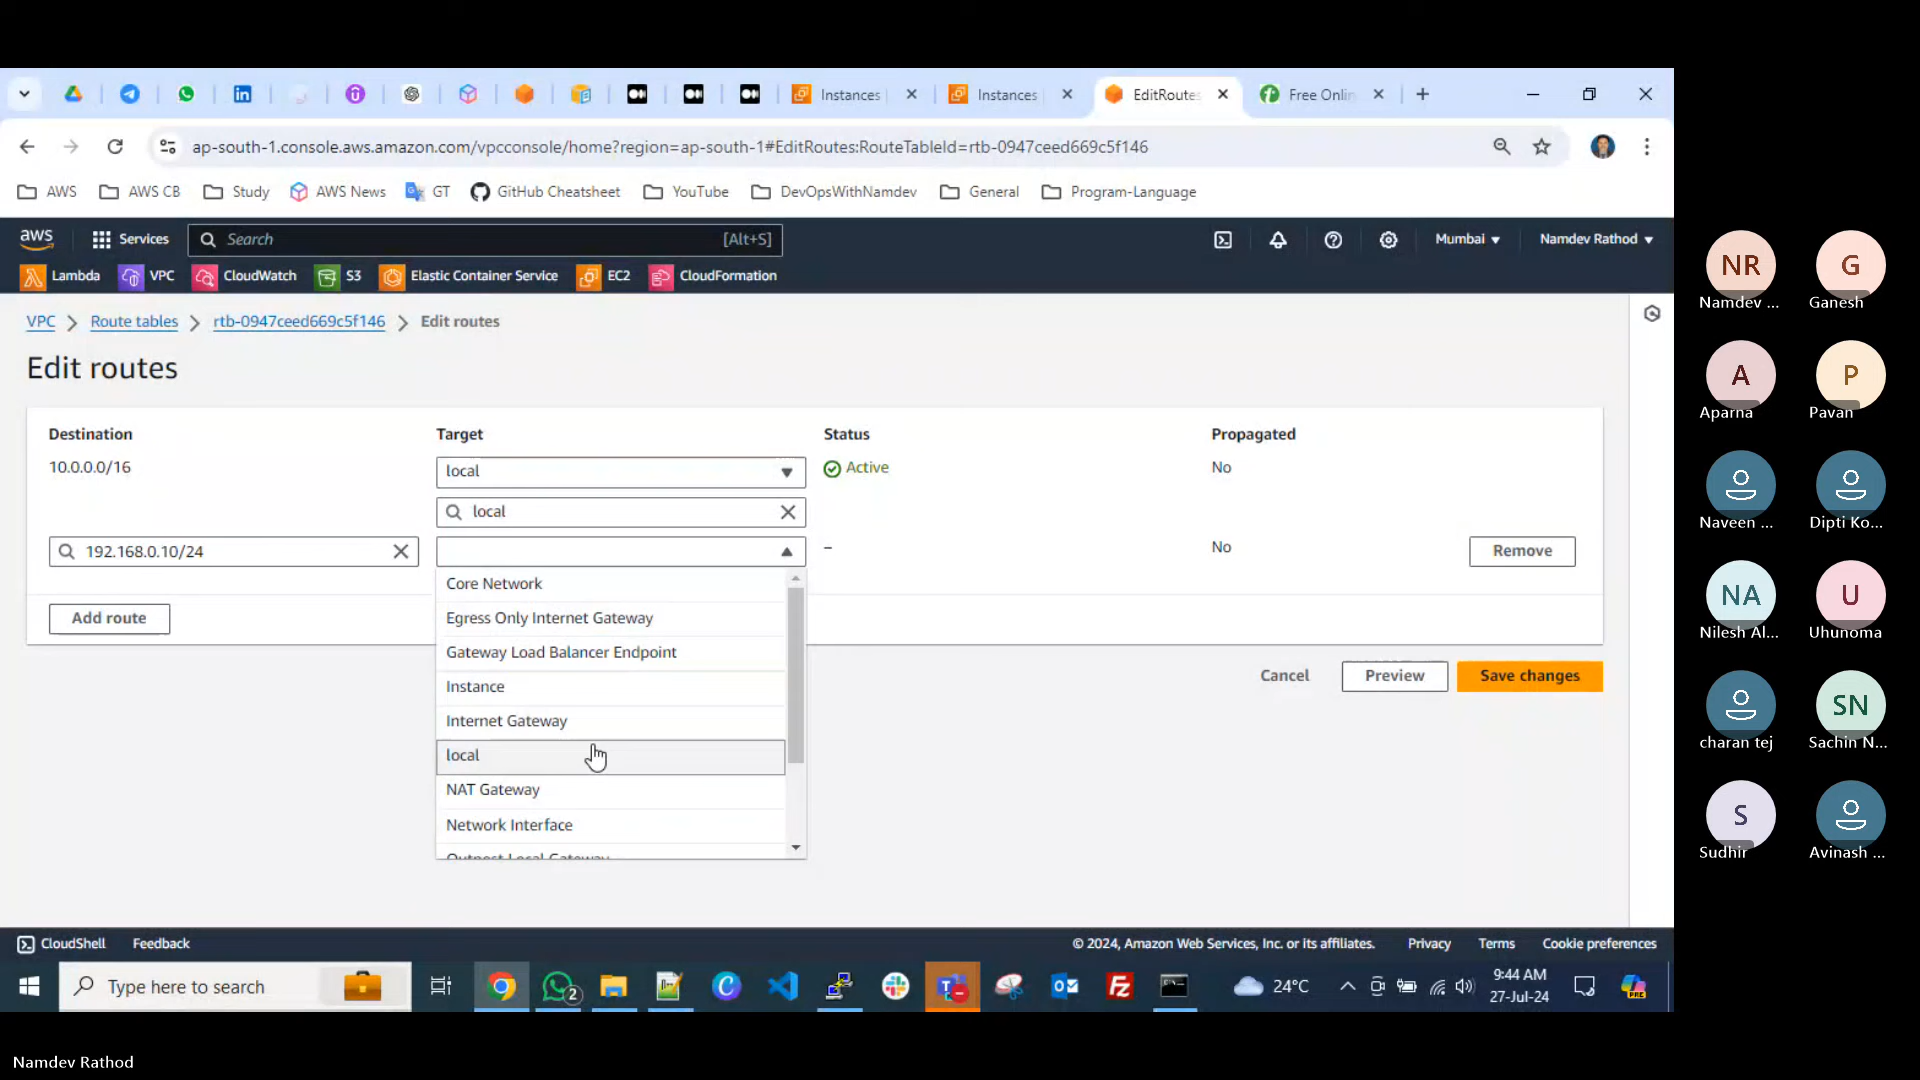 Instances
Instances
EditRoutes
Free Onlin
ap-south-1.console.aws.amazon.com/vpcconsole/home?region=ap-south-1#EditRoutes:RouteTableId=rtb-0947ceed669c5f146
AWS AWS CB Study AWS News GT GitHub Cheatsheet YouTube DevOpsWithNamdev General Program-Language
aws Services Search [Alt+S] Mumbai Namdev Rathod
Lambda VPC CloudWatch S3 Elastic Container Service EC2 CloudFormation
VPC Route tables rtb-0947ceed669c5f146 Edit routes
Edit routes
Destination Target Status Propagated
10.0.0.0/16 local Active No
local
192.168.0.10/24 – No Remove
Core Network
Add route Egress Only Internet Gateway
Gateway Load Balancer Endpoint
Cancel Preview Save changes
Instance
Internet Gateway
local
NAT Gateway
Network Interface
Outpost Local Gateway
CloudShell Feedback © 2024, Amazon Web Services, Inc. or its affiliates. Privacy Terms Cookie preferences
Type here to search 2 24°C 9:44 AM
27-Jul-24
NR G
Namdev ... Ganesh
A P
Aparna Pavan
Naveen ... Dipti Ko...
NA U
Nilesh Al... Uhunoma
SN
charan tej Sachin N...
S
Sudhir Avinash ...
Namdev Rathod